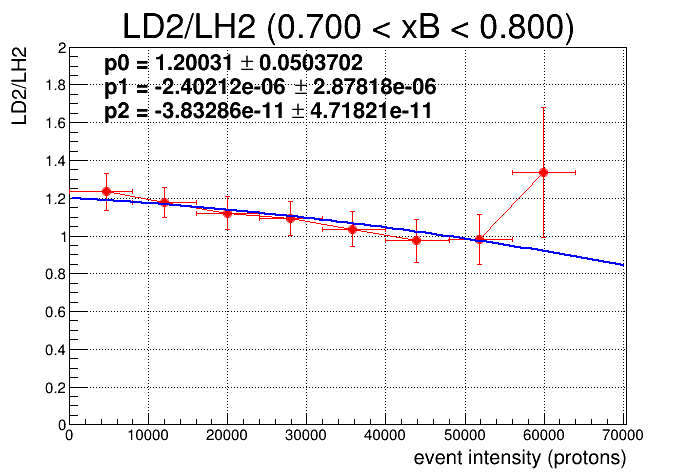 LD2/LH2 (0.700 < xB < 0.800)
LD2/LH2
p0 = 1.20031 ± 0.0503702
p1 = -2.40212e-06 ± 2.87818e-06
p2 = -3.83286e-11 ± 4.71821e-11
2
1.8
1.6
1.4
1.2
1
0.8
0.6
0.4
0.2
0
0 10000 20000 30000 40000 50000 60000 70000
event intensity (protons)